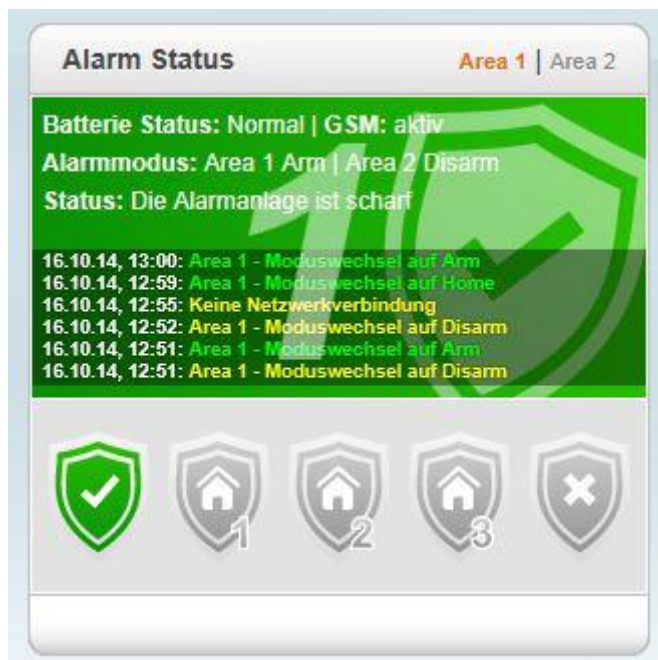 Alarm Status
Area 1 | Area 2
Batterie Status: Normal | GSM: aktiv
Alarmmodus: Area 1 Arm | Area 2 Disarm
Status: Die Alarmanlage ist scharf
1
16.10.14, 13:00: Area 1 - Moduswechsel auf Arm
16.10.14, 12:59: Area 1 - Moduswechsel auf Home
16.10.14, 12:55: Keine Netzwerkverbindung
16.10.14, 12:52: Area 1 - Moduswechsel auf Disarm
16.10.14, 12:51: Area 1 - Moduswechsel auf Arm
16.10.14, 12:51: Area 1 - Moduswechsel auf Disarm
1 2 3